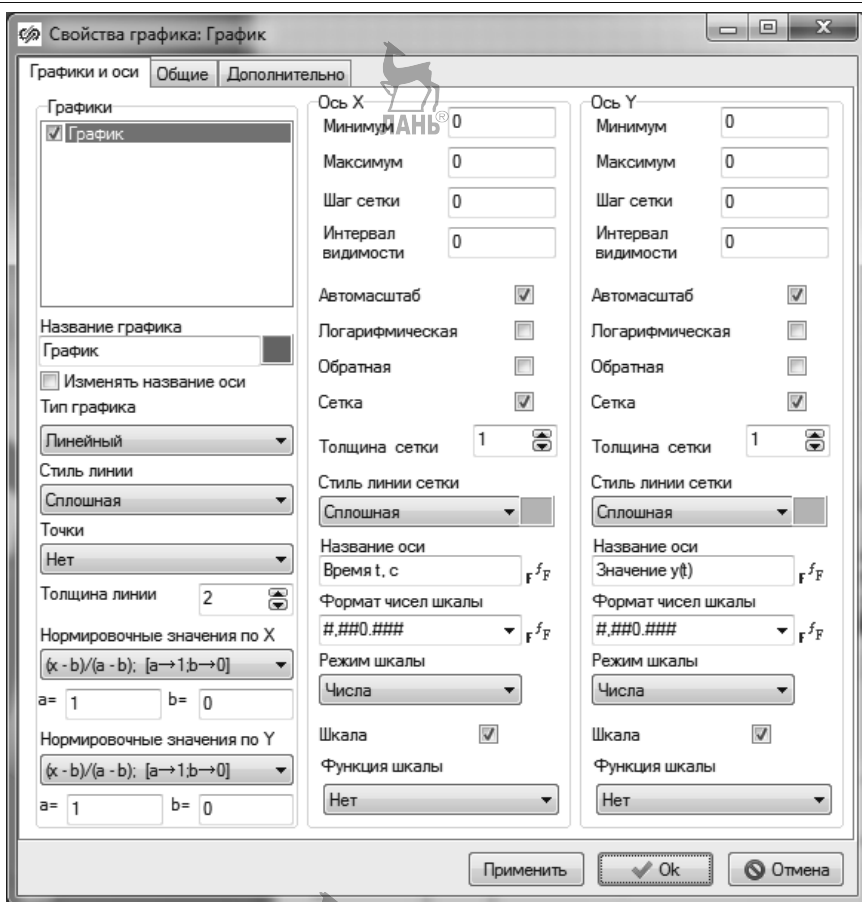 Свойства графика: График
Графики и оси
Общие
Дополнительно
Графики
График
Название графика
График
Изменять название оси
Тип графика
Линейный
Стиль линии
Сплошная
Точки
Нет
Толщина линии 2
Нормировочные значения по X
(x - b)/(a - b); [a→1;b→0]
a= 1 b= 0
Нормировочные значения по Y
(x - b)/(a - b); [a→1;b→0]
a= 1 b= 0
ЛАНЬ®
Ось X
Минимум 0
Максимум 0
Шаг сетки 0
Интервал
видимости 0
Автомасштаб
Логарифмическая
Обратная
Сетка
Толщина сетки 1
Стиль линии сетки
Сплошная
Название оси
Время t, с F f F
Формат чисел шкалы
#,##0.### F f F
Режим шкалы
Числа
Шкала
Функция шкалы
Нет
Ось Y
Минимум 0
Максимум 0
Шаг сетки 0
Интервал
видимости 0
Автомасштаб
Логарифмическая
Обратная
Сетка
Толщина сетки 1
Стиль линии сетки
Сплошная
Название оси
Значение y(t) F f F
Формат чисел шкалы
#,##0.### F f F
Режим шкалы
Числа
Шкала
Функция шкалы
Нет
Применить
Ok
Отмена